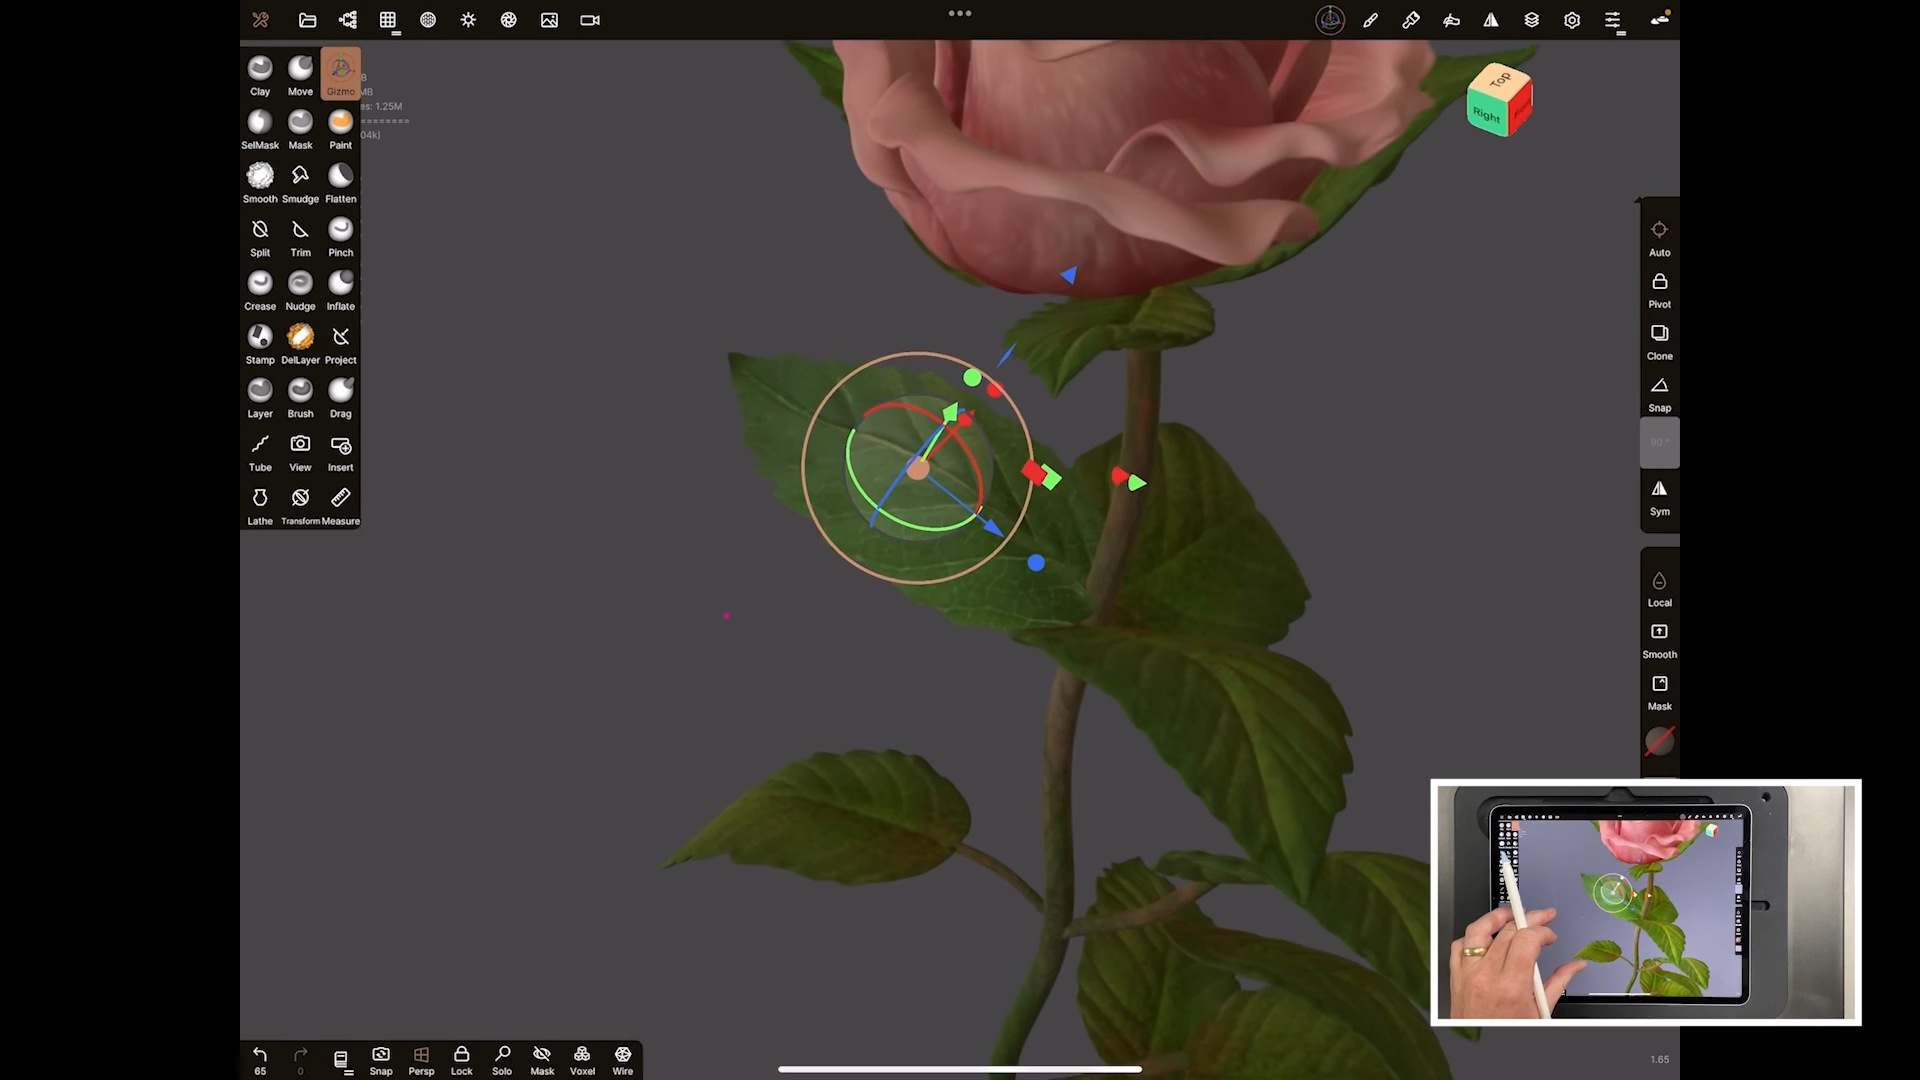 Clay Move Gizmo
SelMask Mask Paint
Smooth Smudge Flatten
Split Trim Pinch
Crease Nudge Inflate
Stamp DelLayer Project
Layer Brush Drag
Tube View Insert
Lathe Transform Measure
B
MB
es: 1.25M
========
04k)
Top
Right
Auto
Pivot
Clone
Snap
90 °
Sym
Local
Smooth
Mask
1.65
65 0 Snap Persp Lock Solo Mask Voxel Wire